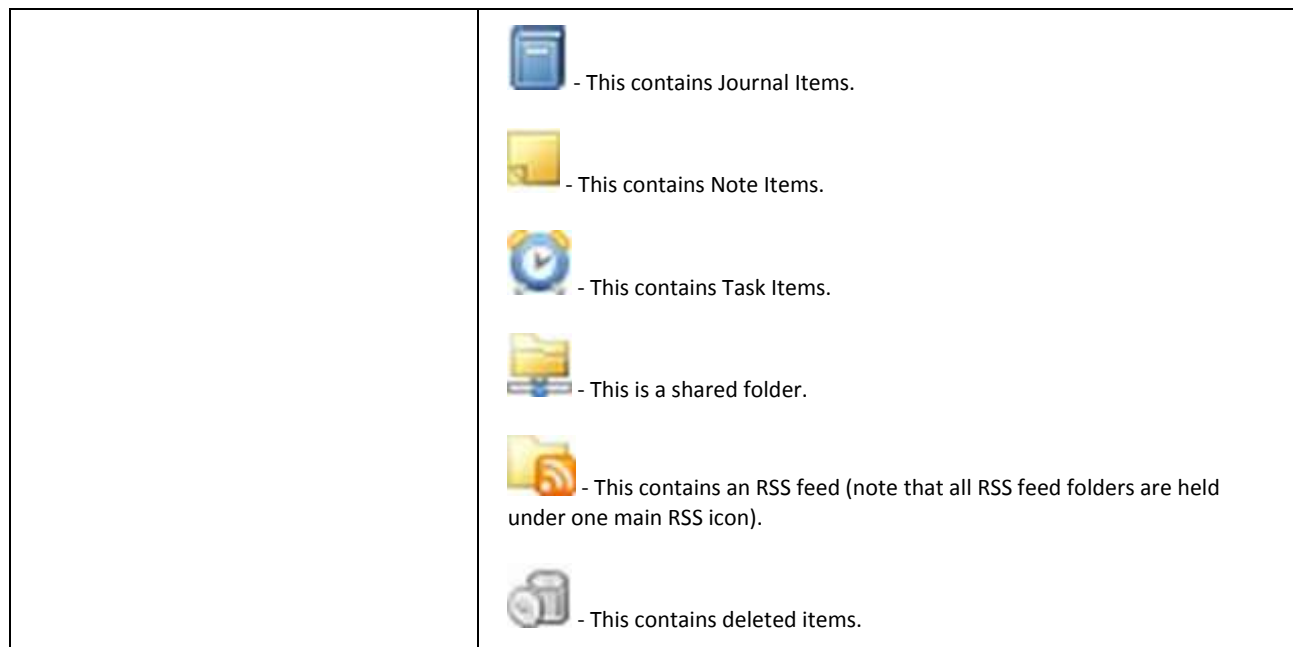 - This contains Journal Items.
- This contains Note Items.
- This contains Task Items.
- This is a shared folder.
- This contains an RSS feed (note that all RSS feed folders are held
under one main RSS icon).
- This contains deleted items.